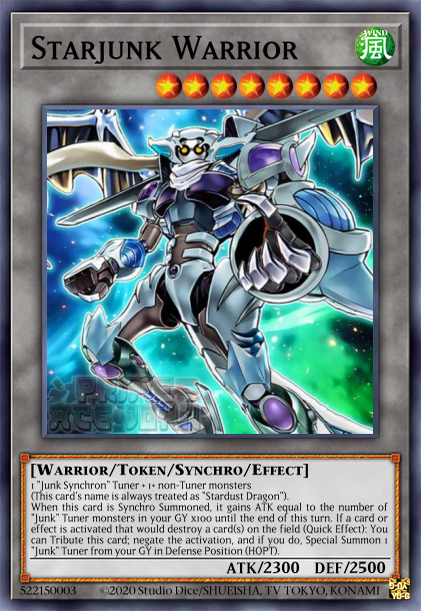 Starjunk Warrior
WIND
風
PRINCE
ACE JOKER
[Warrior/Token/Synchro/Effect]
1 "Junk Synchron" Tuner + 1+ non-Tuner monsters
(This card's name is always treated as "Stardust Dragon").
When this card is Synchro Summoned, it gains ATK equal to the number of
"Junk" Tuner monsters in your GY x100 until the end of this turn. If a card or
effect is activated that would destroy a card(s) on the field (Quick Effect): You
can Tribute this card; negate the activation, and if you do, Special Summon 1
"Junk" Tuner from your GY in Defense Position (HOPT).
ATK/2300 DEF/2500
522150003 ©2020 Studio Dice/SHUEISHA, TV TOKYO, KONAMI